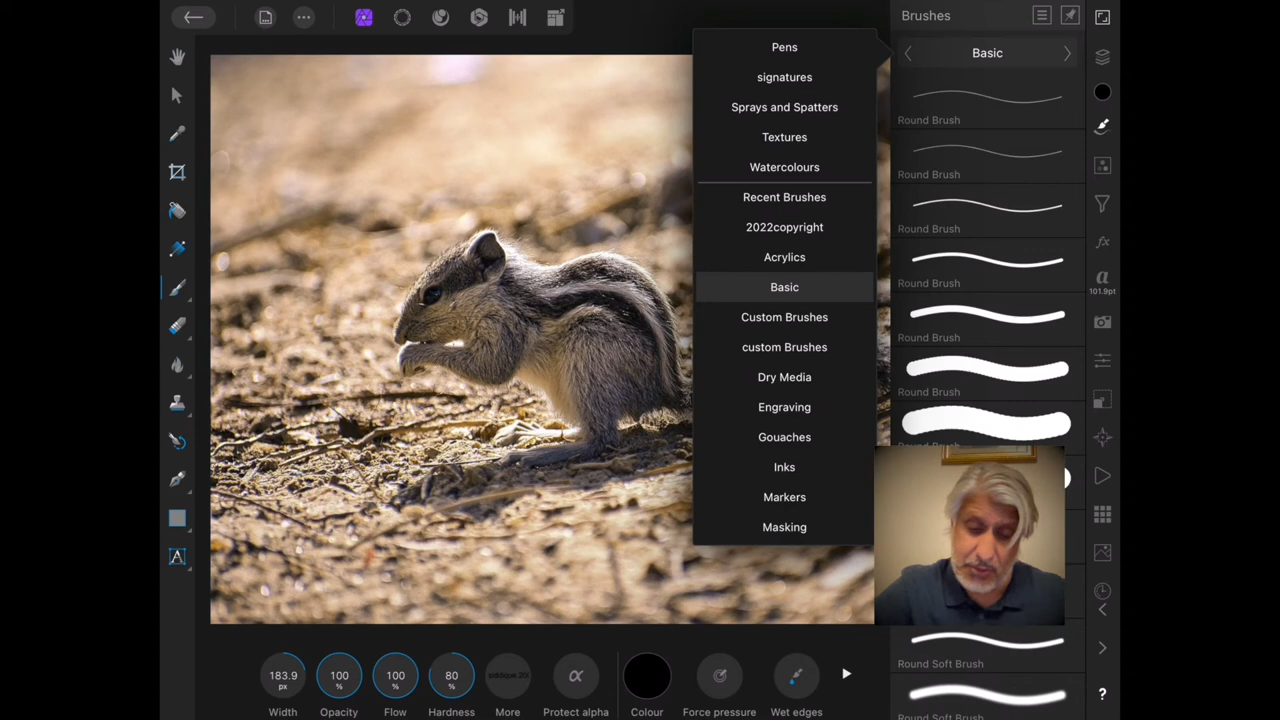 Brushes
Basic
Pens
signatures
Sprays and Spatters
Textures
Watercolours
Recent Brushes
2022copyright
Acrylics
Basic
Custom Brushes
custom Brushes
Dry Media
Engraving
Gouaches
Inks
Markers
Masking
Round Brush
Round Brush
Round Brush
Round Brush
Round Brush
Round Brush
Round Soft Brush
a
101.9pt
A
?
183.9
px
100
%
100
%
80
%
Width
Opacity
Flow
Hardness
More
Protect alpha
Colour
Force pressure
Wet edges